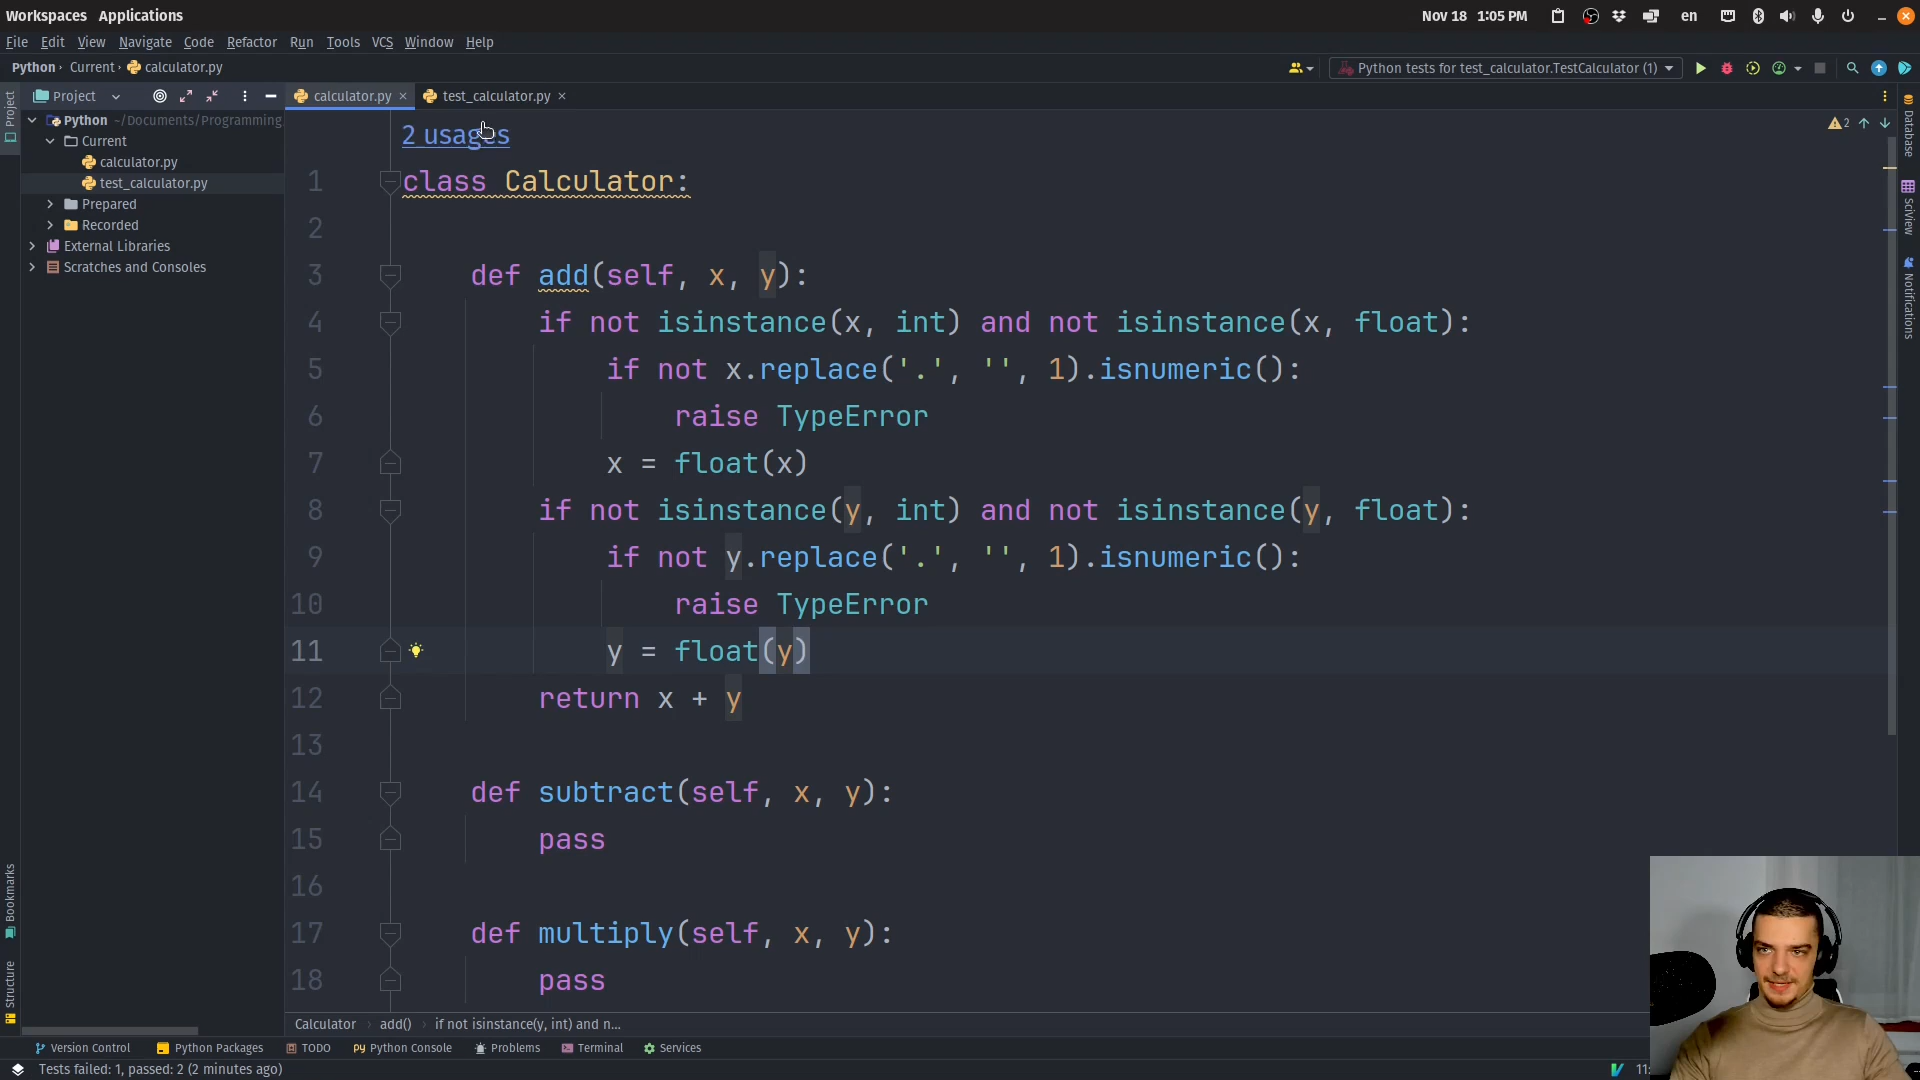 Workspaces Applications
Nov 18 1:05 PM
en
File Edit View Navigate Code Refactor Run Tools VCS Window Help
Python › Current › calculator.py
Python tests for test_calculator.TestCalculator (1)
Project
calculator.py
test_calculator.py
Python ~/Documents/Programming
Current
calculator.py
test_calculator.py
Prepared
Recorded
External Libraries
Scratches and Consoles
Project
Bookmarks
Structure
2 usages
2
1 class Calculator:
2
3 def add(self, x, y):
4 if not isinstance(x, int) and not isinstance(x, float):
5 if not x.replace('.', '', 1).isnumeric():
6 raise TypeError
7 x = float(x)
8 if not isinstance(y, int) and not isinstance(y, float):
9 if not y.replace('.', '', 1).isnumeric():
10 raise TypeError
11 y = float(y)
12 return x + y
13
14 def subtract(self, x, y):
15 pass
16
17 def multiply(self, x, y):
18 pass
Database
SciView
Notifications
Calculator › add() › if not isinstance(y, int) and n...
Version Control Python Packages TODO Python Console Problems Terminal Services
Tests failed: 1, passed: 2 (2 minutes ago)